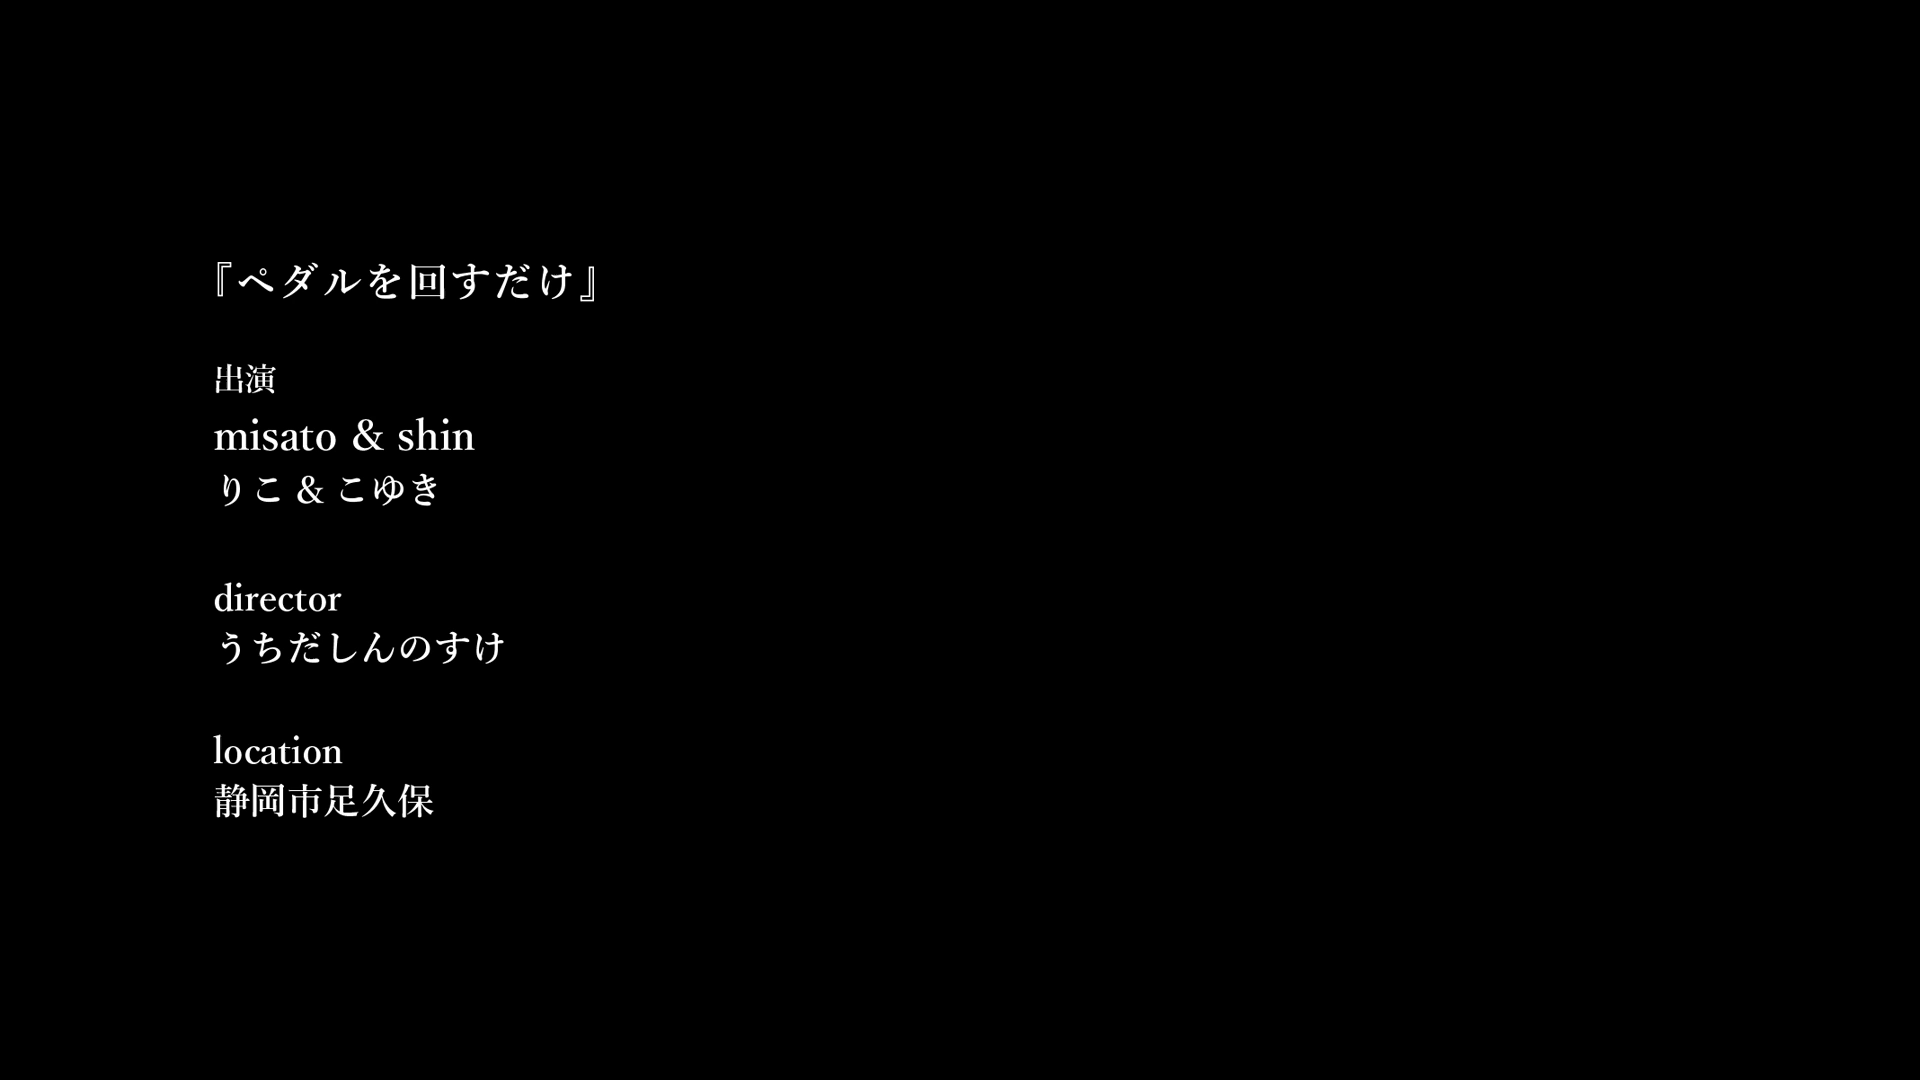 『ペダルを回すだけ』
出演
misato & shin
りこ & こゆき
director
うちだしんのすけ
location
静岡市足久保